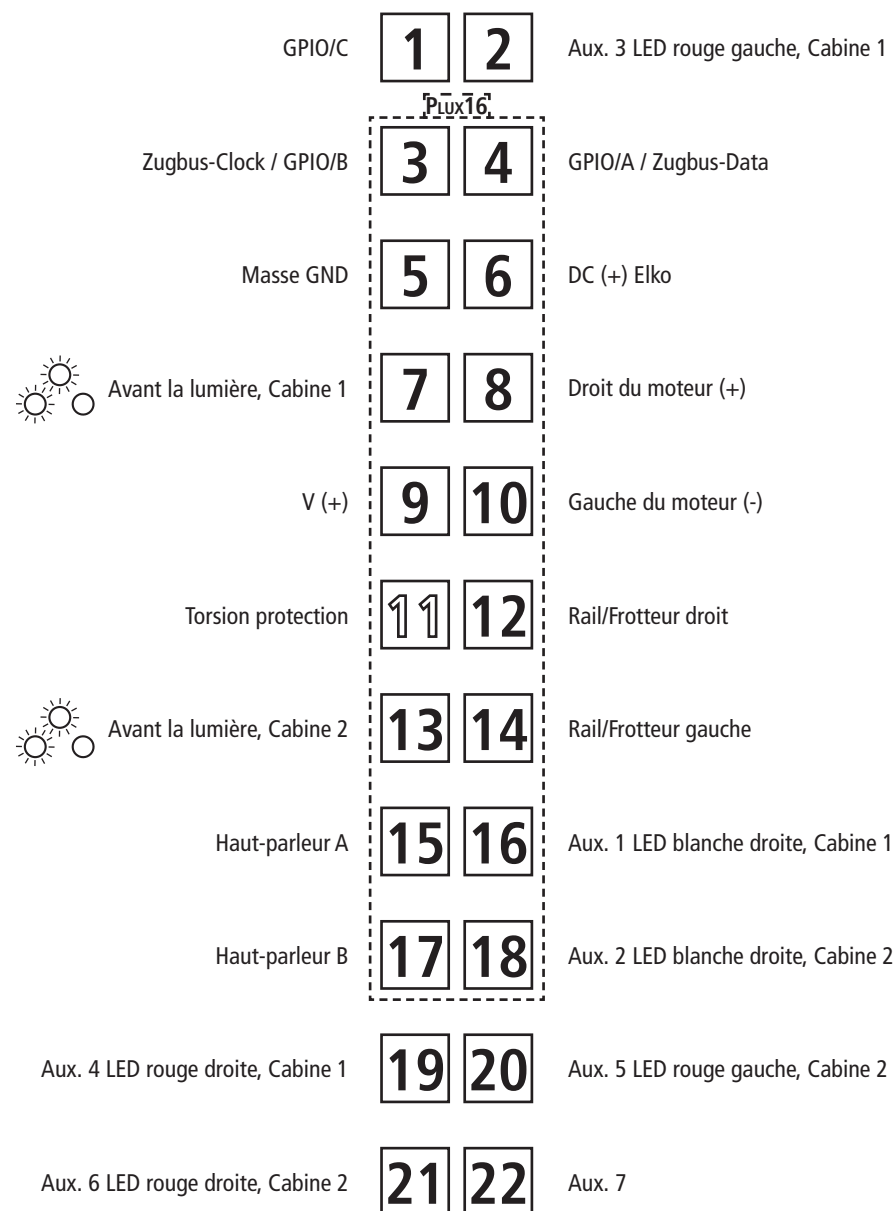 GPIO/C 1 2 Aux. 3 LED rouge gauche, Cabine 1
PLUX16
Zugbus-Clock / GPIO/B 3 4 GPIO/A / Zugbus-Data
Masse GND 5 6 DC (+) Elko
Avant la lumière, Cabine 1 7 8 Droit du moteur (+)
V (+) 9 10 Gauche du moteur (-)
Torsion protection 11 12 Rail/Frotteur droit
Avant la lumière, Cabine 2 13 14 Rail/Frotteur gauche
Haut-parleur A 15 16 Aux. 1 LED blanche droite, Cabine 1
Haut-parleur B 17 18 Aux. 2 LED blanche droite, Cabine 2
Aux. 4 LED rouge droite, Cabine 1 19 20 Aux. 5 LED rouge gauche, Cabine 2
Aux. 6 LED rouge droite, Cabine 2 21 22 Aux. 7